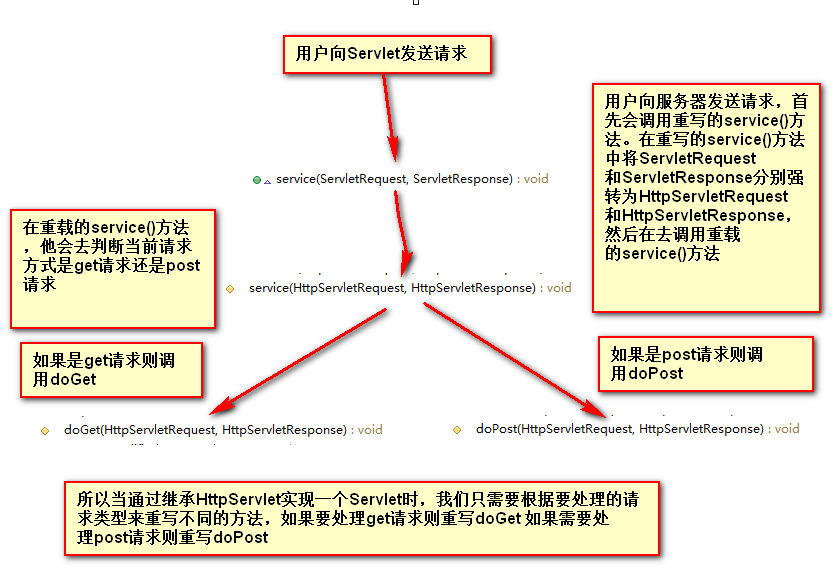 用户向Servlet发送请求
用户向服务器发送请求，首
先会调用重写的service()方
法。在重写的service()方法
中将ServletRequest
和ServletResponse分别强
转为HttpServletRequest
和HttpServletResponse，
然后在去调用重载
的service()方法
service(ServletRequest, ServletResponse) : void
在重载的service()方法
，他会去判断当前请求
方式是get请求还是post
请求
service(HttpServletRequest, HttpServletResponse) : void
如果是get请求则调
用doGet
如果是post请求则调
用doPost
doGet(HttpServletRequest, HttpServletResponse) : void
doPost(HttpServletRequest, HttpServletResponse) : void
所以当通过继承HttpServlet实现一个Servlet时，我们只需要根据要处理的请
求类型来重写不同的方法，如果要处理get请求则重写doGet 如果需要处
理post请求则重写doPost